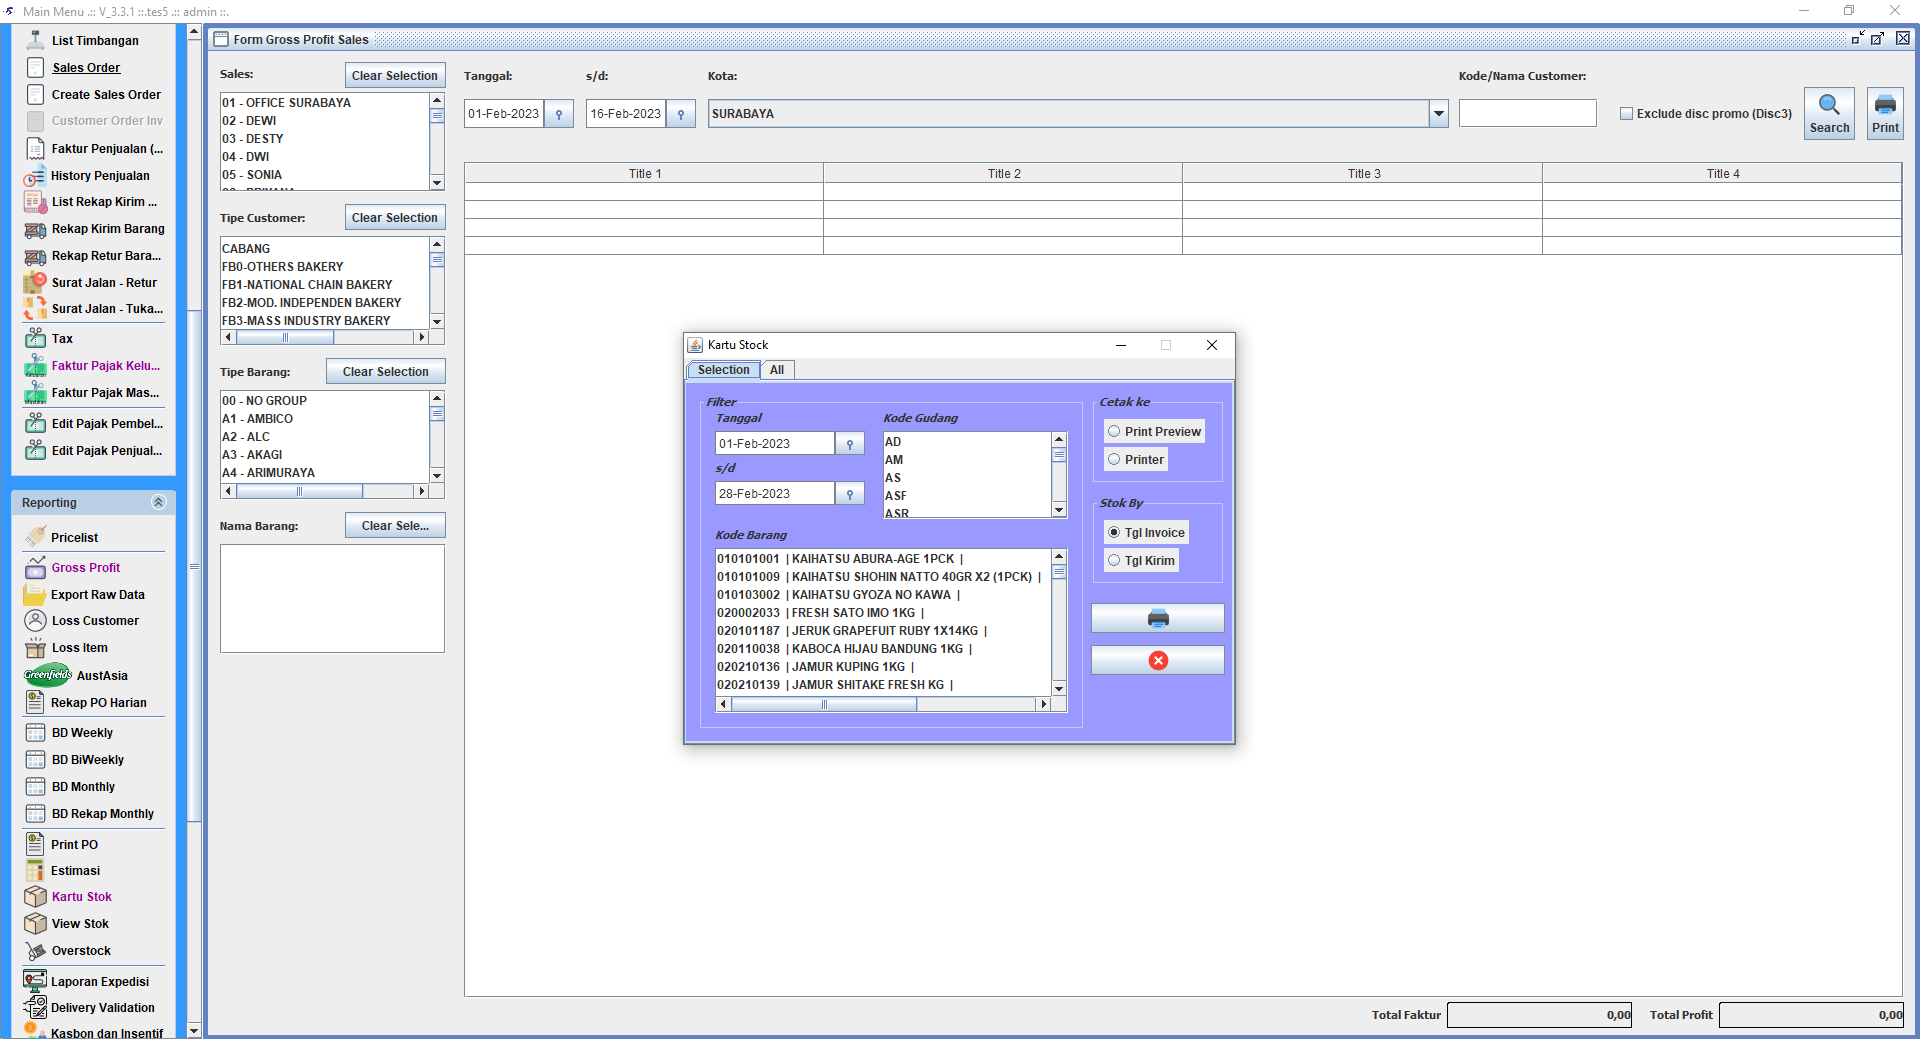 Main Menu .:: V_3.3.1 ::.tes5 .:: admin ::.
List Timbangan
Sales Order
Create Sales Order
Customer Order Inv
Faktur Penjualan (...
History Penjualan
List Rekap Kirim ...
Rekap Kirim Barang
Rekap Retur Bara...
Surat Jalan - Retur
Surat Jalan - Tuka...
Tax
Faktur Pajak Kelu...
Faktur Pajak Mas...
Edit Pajak Pembel...
Edit Pajak Penjual...
Reporting
Pricelist
Gross Profit
Export Raw Data
Loss Customer
Loss Item
Greenfields AustAsia
Rekap PO Harian
BD Weekly
BD BiWeekly
BD Monthly
BD Rekap Monthly
Print PO
Estimasi
Kartu Stok
View Stok
Overstock
Laporan Expedisi
Delivery Validation
Kasbon dan Insentif
Form Gross Profit Sales
Sales:
Clear Selection
01 - OFFICE SURABAYA
02 - DEWI
03 - DESTY
04 - DWI
05 - SONIA
Tipe Customer:
Clear Selection
CABANG
FB0-OTHERS BAKERY
FB1-NATIONAL CHAIN BAKERY
FB2-MOD. INDEPENDEN BAKERY
FB3-MASS INDUSTRY BAKERY
Tipe Barang:
Clear Selection
00 - NO GROUP
A1 - AMBICO
A2 - ALC
A3 - AKAGI
A4 - ARIMURAYA
Nama Barang:
Clear Sele...
Tanggal:
s/d:
Kota:
Kode/Nama Customer:
01-Feb-2023
16-Feb-2023
SURABAYA
Exclude disc promo (Disc3)
Search
Print
Title 1
Title 2
Title 3
Title 4
Kartu Stock
Selection
All
Filter
Tanggal
01-Feb-2023
s/d
28-Feb-2023
Kode Gudang
AD
AM
AS
ASF
ASR
Kode Barang
010101001 | KAIHATSU ABURA-AGE 1PCK |
010101009 | KAIHATSU SHOHIN NATTO 40GR X2 (1PCK) |
010103002 | KAIHATSU GYOZA NO KAWA |
020002033 | FRESH SATO IMO 1KG |
020101187 | JERUK GRAPEFUIT RUBY 1X14KG |
020110038 | KABOCA HIJAU BANDUNG 1KG |
020210136 | JAMUR KUPING 1KG |
020210139 | JAMUR SHITAKE FRESH KG |
Cetak ke
Print Preview
Printer
Stok By
Tgl Invoice
Tgl Kirim
Total Faktur
0,00
Total Profit
0,00